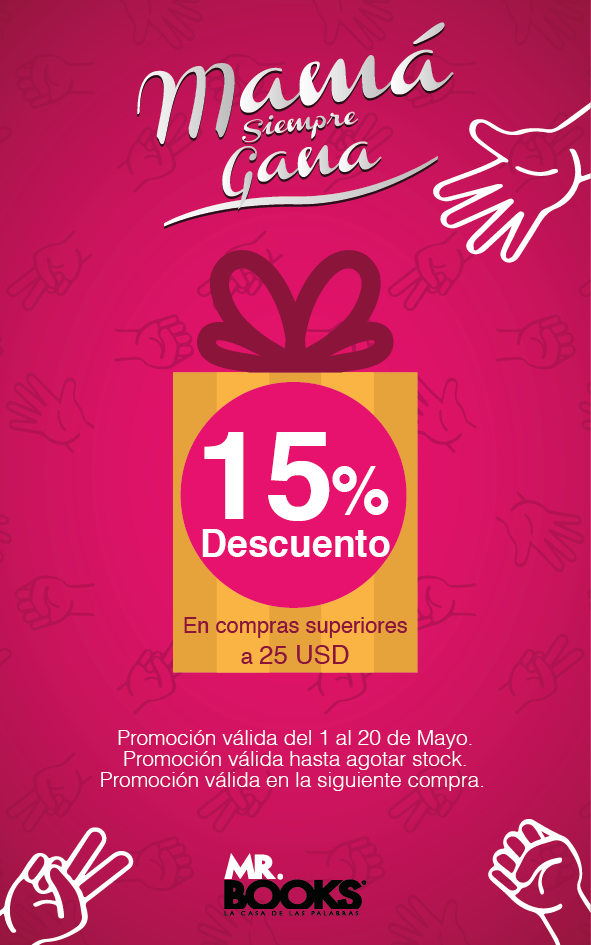 Mamá
Siempre
Gana
15%
Descuento
En compras superiores
a 25 USD
Promoción válida del 1 al 20 de Mayo.
Promoción válida hasta agotar stock.
Promoción válida en la siguiente compra.
MR.
BOOKS
LA CASA DE LAS PALABRAS